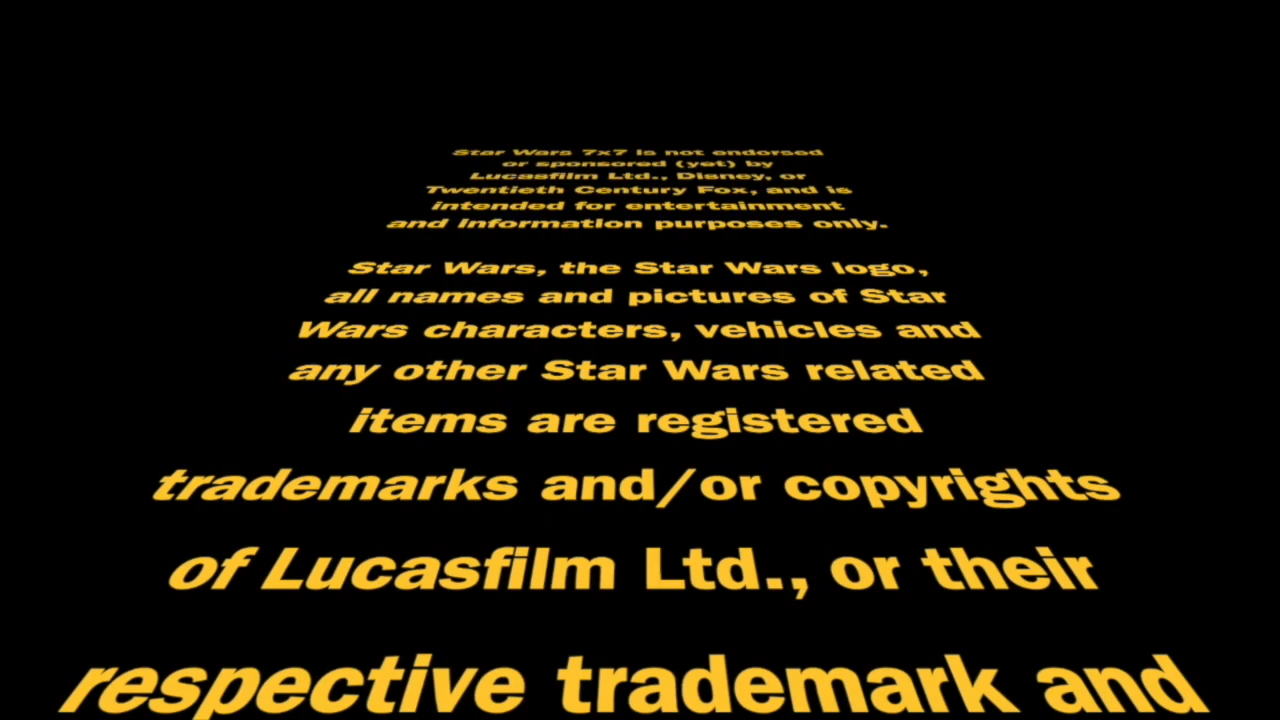 Star Wars 7x7 is not endorsed
or sponsored (yet) by
Lucasfilm Ltd., Disney, or
Twentieth Century Fox, and is
intended for entertainment
and information purposes only.
Star Wars, the Star Wars logo,
all names and pictures of Star
Wars characters, vehicles and
any other Star Wars related
items are registered
trademarks and/or copyrights
of Lucasfilm Ltd., or their
respective trademark and